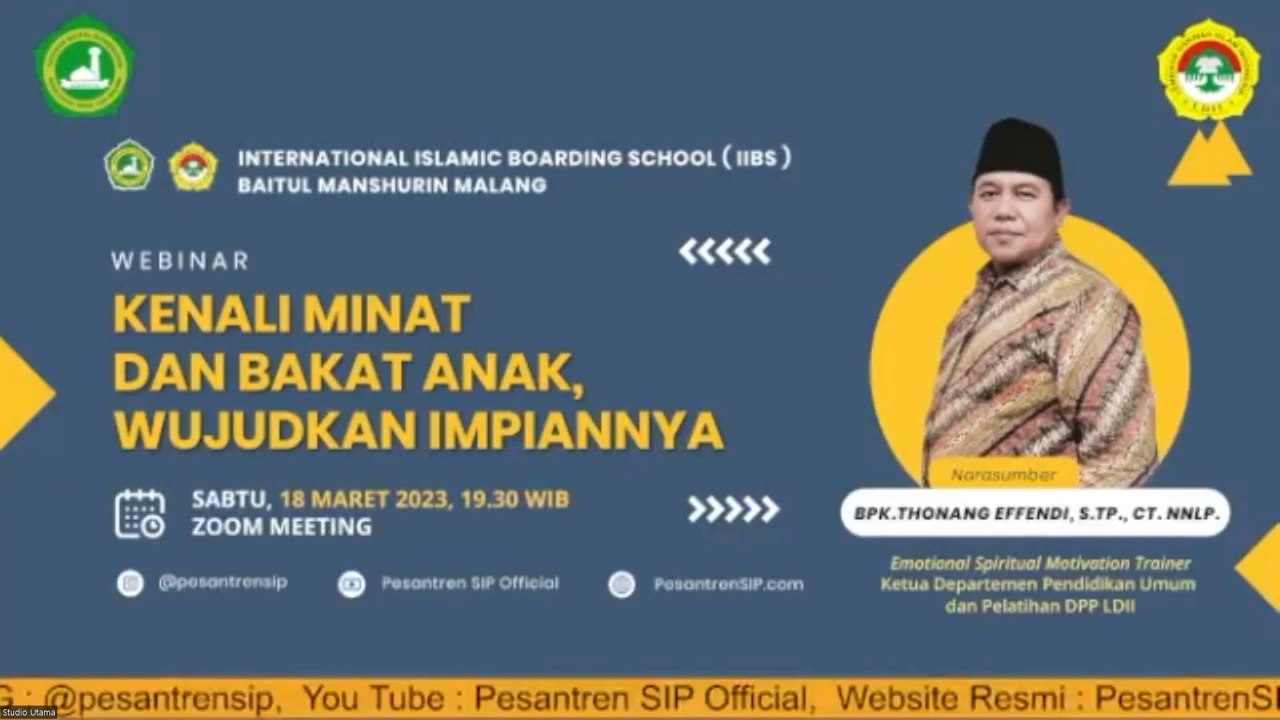 INTERNATIONAL ISLAMIC BOARDING SCHOOL ( IIBS )
BAITUL MANSHURIN MALANG
WEBINAR
KENALI MINAT
DAN BAKAT ANAK,
WUJUDKAN IMPIANNYA
SABTU, 18 MARET 2023, 19.30 WIB
ZOOM MEETING
@pesantrensip
Pesantren SIP Official
PesantrenSIP.com
Narasumber
BPK.THONANG EFFENDI, S.TP., CT. NNLP.
Emotional Spiritual Motivation Trainer
Ketua Departemen Pendidikan Umum
dan Pelatihan DPP LDII
G : @pesantrensip, You Tube : Pesantren SIP Official, Website Resmi : PesantrenSI
Studio Utama